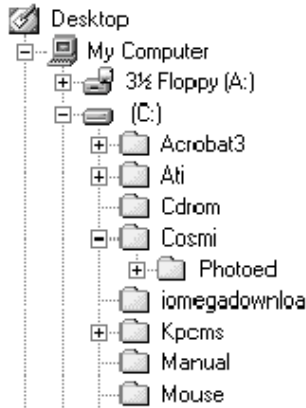 Desktop
My Computer
3½ Floppy (A:)
(C:)
Acrobat3
Ati
Cdrom
Cosmi
Photoed
iomegadownloa
Kpcms
Manual
Mouse